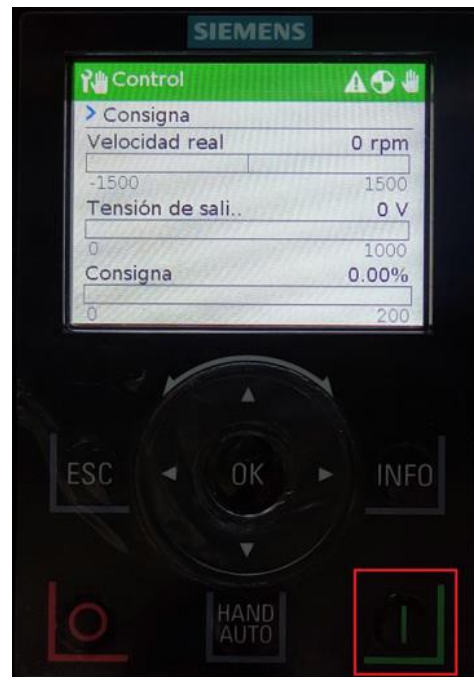 SIEMENS
Control
> Consigna
Velocidad real 0 rpm
-1500 1500
Tensión de sali.. 0 V
0 1000
Consigna 0.00%
0 200
ESC OK INFO
HAND
AUTO